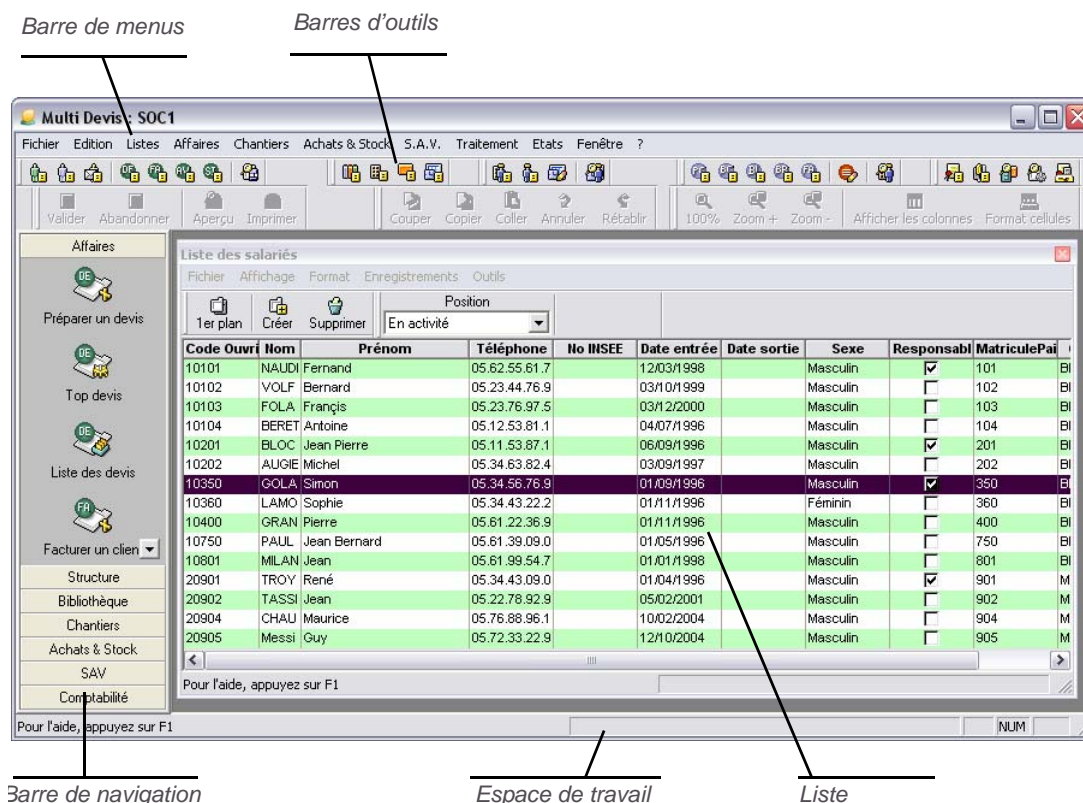 Barre de menus
Barres d'outils
Multi Devis : SOC1
Fichier Edition Listes Affaires Chantiers Achats & Stock S.A.V. Traitement Etats Fenêtre ?
Valider Abandonner Aperçu Imprimer Couper Copier Coller Annuler Rétablir 100% Zoom + Zoom - Afficher les colonnes Format cellules
Affaires
Préparer un devis
Top devis
Liste des devis
Facturer un clien
Structure
Bibliothèque
Chantiers
Achats & Stock
SAV
Comptabilité
Liste des salariés
Fichier Affichage Format Enregistrements Outils
1er plan Créer Supprimer
Position
En activité
Code Ouvri Nom Prénom Téléphone No INSEE Date entrée Date sortie Sexe Responsabl MatriculePai
10101 NAUDI Fernand 05.62.55.61.7 12/03/1998 Masculin 101 BI
10102 VOLF Bernard 05.23.44.76.9 03/10/1999 Masculin 102 BI
10103 FOLA Françis 05.23.76.97.5 03/12/2000 Masculin 103 BI
10104 BERET Antoine 05.12.53.81.1 04/07/1996 Masculin 104 BI
10201 BLOC Jean Pierre 05.11.53.87.1 06/09/1996 Masculin 201 BI
10202 AUGIE Michel 05.34.63.82.4 03/09/1997 Masculin 202 BI
10350 GOLA Simon 05.34.56.76.9 01/09/1996 Masculin 350 BI
10360 LAMO Sophie 05.34.43.22.2 01/11/1996 Féminin 360 BI
10400 GRAN Pierre 05.61.22.36.9 01/11/1996 Masculin 400 BI
10750 PAUL Jean Bernard 05.61.39.09.0 01/05/1996 Masculin 750 BI
10801 MILAN Jean 05.61.99.54.7 01/01/1998 Masculin 801 BI
20901 TROY René 05.34.43.09.0 01/04/1996 Masculin 901 M
20902 TASSI Jean 05.22.78.92.9 05/02/2001 Masculin 902 M
20904 CHAU Maurice 05.76.88.96.1 10/02/2004 Masculin 904 M
20905 Messi Guy 05.72.33.22.9 12/10/2004 Masculin 905 M
Pour l'aide, appuyez sur F1
Pour l'aide, appuyez sur F1
NUM
Barre de navigation
Espace de travail
Liste